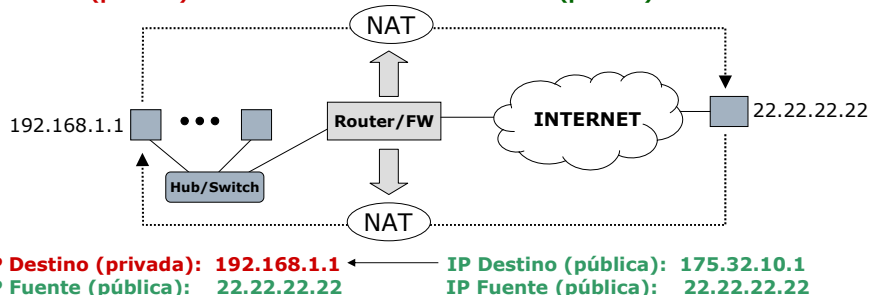 NAT
192.168.1.1
Router/FW
INTERNET
22.22.22.22
Hub/Switch
NAT
Destino (privada): 192.168.1.1
IP Destino (pública): 175.32.10.1
Fuente (pública): 22.22.22.22
IP Fuente (pública): 22.22.22.22